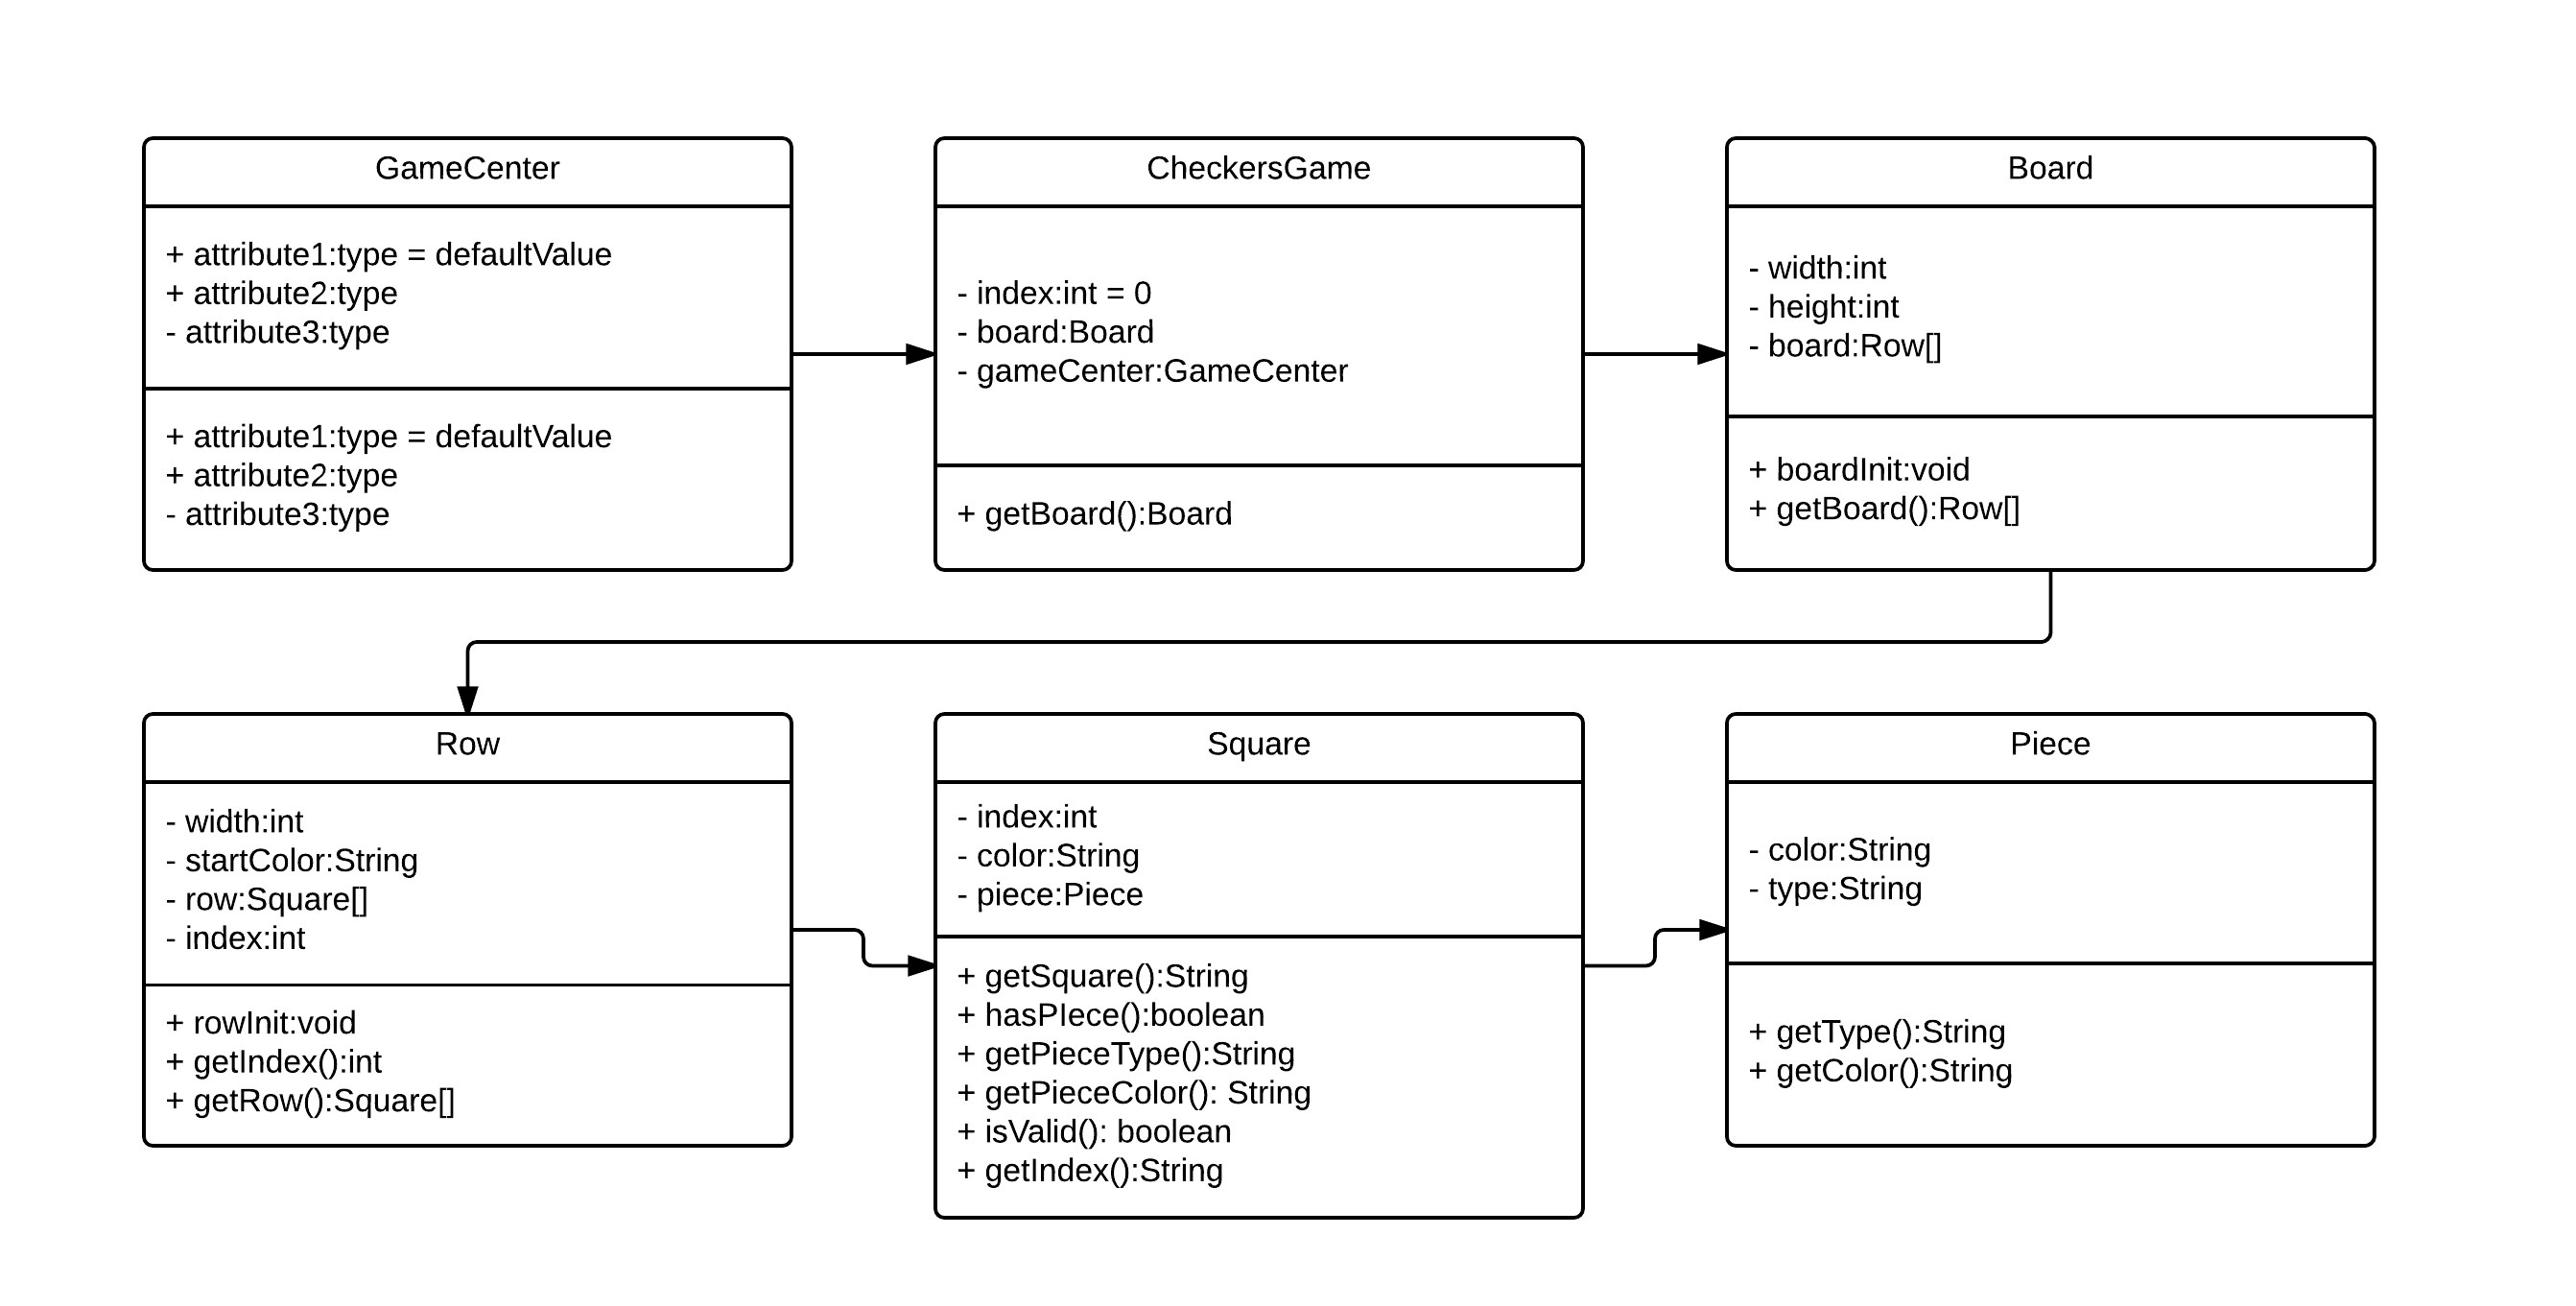 GameCenter
+ attribute1:type = defaultValue
+ attribute2:type
- attribute3:type
+ attribute1:type = defaultValue
+ attribute2:type
- attribute3:type
CheckersGame
- index:int = 0
- board:Board
- gameCenter:GameCenter
+ getBoard():Board
Board
- width:int
- height:int
- board:Row[]
+ boardInit:void
+ getBoard():Row[]
Row
- width:int
- startColor:String
- row:Square[]
- index:int
+ rowInit:void
+ getIndex():int
+ getRow():Square[]
Square
- index:int
- color:String
- piece:Piece
+ getSquare():String
+ hasPIece():boolean
+ getPieceType():String
+ getPieceColor(): String
+ isValid(): boolean
+ getIndex():String
Piece
- color:String
- type:String
+ getType():String
+ getColor():String